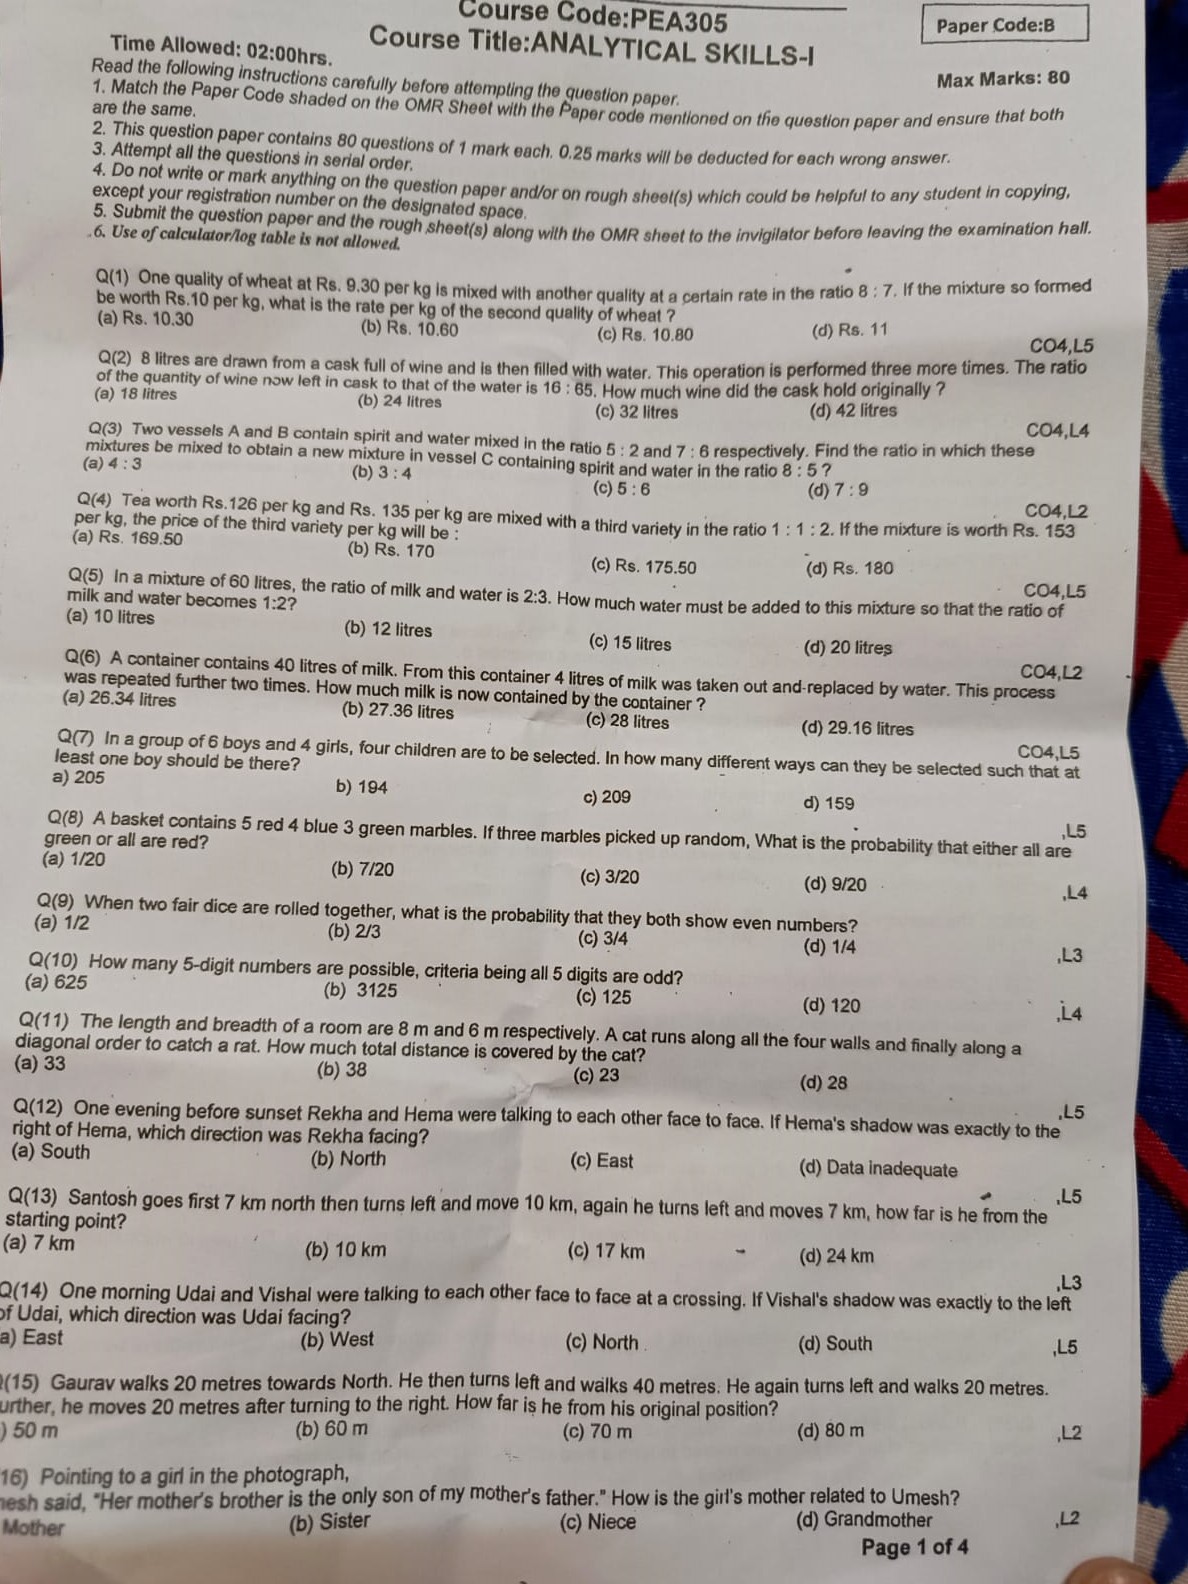 Course Code:PEA305
Paper Code:B
Course Title:ANALYTICAL SKILLS-I
Time Allowed: 02:00hrs.
Max Marks: 80
Read the following instructions carefully before attempting the question paper.
1. Match the Paper Code shaded on the OMR Sheet with the Paper code mentioned on the question paper and ensure that both
are the same.
2. This question paper contains 80 questions of 1 mark each. 0.25 marks will be deducted for each wrong answer.
3. Attempt all the questions in serial order.
4. Do not write or mark anything on the question paper and/or on rough sheet(s) which could be helpful to any student in copying,
except your registration number on the designated space.
5. Submit the question paper and the rough sheet(s) along with the OMR sheet to the invigilator before leaving the examination hall.
6. Use of calculator/log table is not allowed.
Q(1) One quality of wheat at Rs. 9.30 per kg is mixed with another quality at a certain rate in the ratio 8 : 7. If the mixture so formed
be worth Rs.10 per kg, what is the rate per kg of the second quality of wheat ?
(a) Rs. 10.30 (b) Rs. 10.60 (c) Rs. 10.80 (d) Rs. 11
CO4,L5
Q(2) 8 litres are drawn from a cask full of wine and is then filled with water. This operation is performed three more times. The ratio
of the quantity of wine now left in cask to that of the water is 16 : 65. How much wine did the cask hold originally ?
(a) 18 litres (b) 24 litres (c) 32 litres (d) 42 litres
CO4,L4
Q(3) Two vessels A and B contain spirit and water mixed in the ratio 5 : 2 and 7 : 6 respectively. Find the ratio in which these
mixtures be mixed to obtain a new mixture in vessel C containing spirit and water in the ratio 8 : 5 ?
(a) 4 : 3 (b) 3 : 4 (c) 5 : 6 (d) 7 : 9
CO4,L2
Q(4) Tea worth Rs.126 per kg and Rs. 135 per kg are mixed with a third variety in the ratio 1 : 1 : 2. If the mixture is worth Rs. 153
per kg, the price of the third variety per kg will be :
(a) Rs. 169.50 (b) Rs. 170 (c) Rs. 175.50 (d) Rs. 180
CO4,L5
Q(5) In a mixture of 60 litres, the ratio of milk and water is 2:3. How much water must be added to this mixture so that the ratio of
milk and water becomes 1:2?
(a) 10 litres (b) 12 litres (c) 15 litres (d) 20 litres
CO4,L2
Q(6) A container contains 40 litres of milk. From this container 4 litres of milk was taken out and replaced by water. This process
was repeated further two times. How much milk is now contained by the container ?
(a) 26.34 litres (b) 27.36 litres (c) 28 litres (d) 29.16 litres
CO4,L5
Q(7) In a group of 6 boys and 4 girls, four children are to be selected. In how many different ways can they be selected such that at
least one boy should be there?
a) 205 b) 194 c) 209 d) 159
,L5
Q(8) A basket contains 5 red 4 blue 3 green marbles. If three marbles picked up random, What is the probability that either all are
green or all are red?
(a) 1/20 (b) 7/20 (c) 3/20 (d) 9/20
,L4
Q(9) When two fair dice are rolled together, what is the probability that they both show even numbers?
(a) 1/2 (b) 2/3 (c) 3/4 (d) 1/4
,L3
Q(10) How many 5-digit numbers are possible, criteria being all 5 digits are odd?
(a) 625 (b) 3125 (c) 125 (d) 120
,L4
Q(11) The length and breadth of a room are 8 m and 6 m respectively. A cat runs along all the four walls and finally along a
diagonal order to catch a rat. How much total distance is covered by the cat?
(a) 33 (b) 38 (c) 23 (d) 28
,L5
Q(12) One evening before sunset Rekha and Hema were talking to each other face to face. If Hema's shadow was exactly to the
right of Hema, which direction was Rekha facing?
(a) South (b) North (c) East (d) Data inadequate
,L5
Q(13) Santosh goes first 7 km north then turns left and move 10 km, again he turns left and moves 7 km, how far is he from the
starting point?
(a) 7 km (b) 10 km (c) 17 km (d) 24 km
,L3
Q(14) One morning Udai and Vishal were talking to each other face to face at a crossing. If Vishal's shadow was exactly to the left
of Udai, which direction was Udai facing?
a) East (b) West (c) North (d) South
,L5
(15) Gaurav walks 20 metres towards North. He then turns left and walks 40 metres. He again turns left and walks 20 metres.
urther, he moves 20 metres after turning to the right. How far is he from his original position?
) 50 m (b) 60 m (c) 70 m (d) 80 m
,L2
16) Pointing to a girl in the photograph,
mesh said, "Her mother's brother is the only son of my mother's father." How is the girl's mother related to Umesh?
Mother (b) Sister (c) Niece (d) Grandmother
,L2
Page 1 of 4